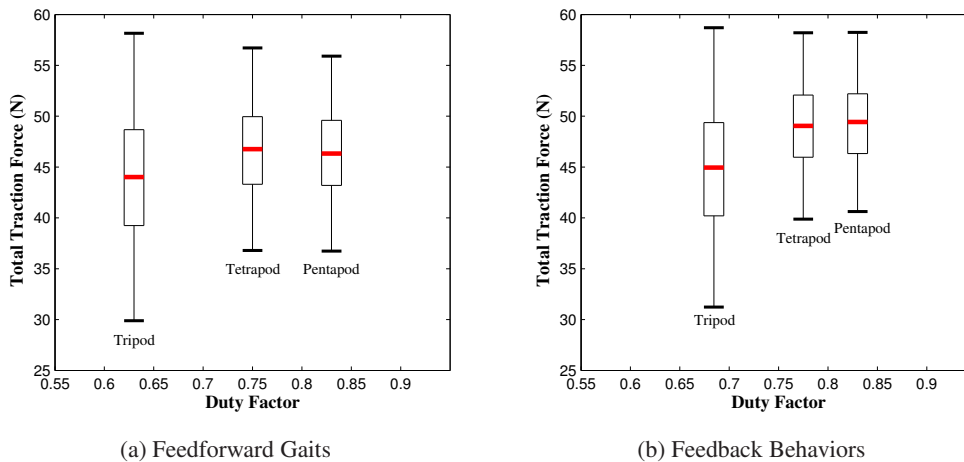 Total Traction Force (N)
60
55
50
45
40
35
30
25
Tripod
Tetrapod
Pentapod
0.55 0.6 0.65 0.7 0.75 0.8 0.85 0.9
Duty Factor
(a) Feedforward Gaits
Total Traction Force (N)
60
55
50
45
40
35
30
25
Tripod
Tetrapod
Pentapod
0.55 0.6 0.65 0.7 0.75 0.8 0.85 0.9
Duty Factor
(b) Feedback Behaviors